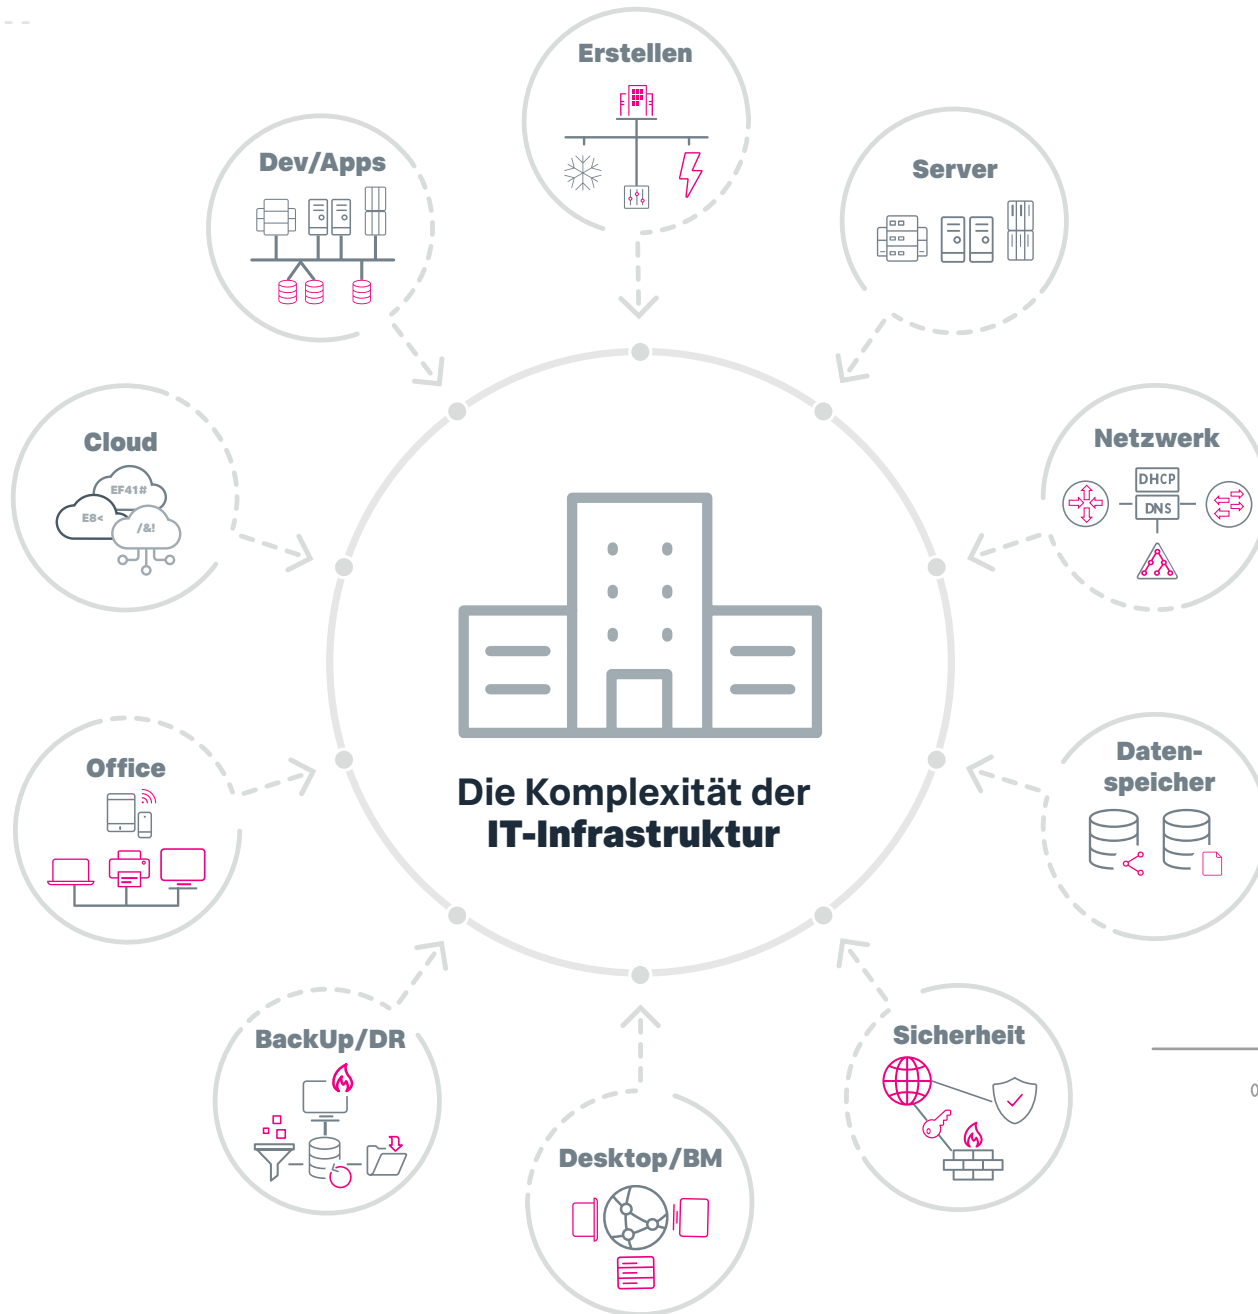 Erstellen
Dev/Apps
Server
Cloud
EF41#
E8<
/&!
Netzwerk
DHCP
DNS
Office
Daten-
speicher
Die Komplexität der
IT-Infrastruktur
BackUp/DR
Sicherheit
Desktop/BM